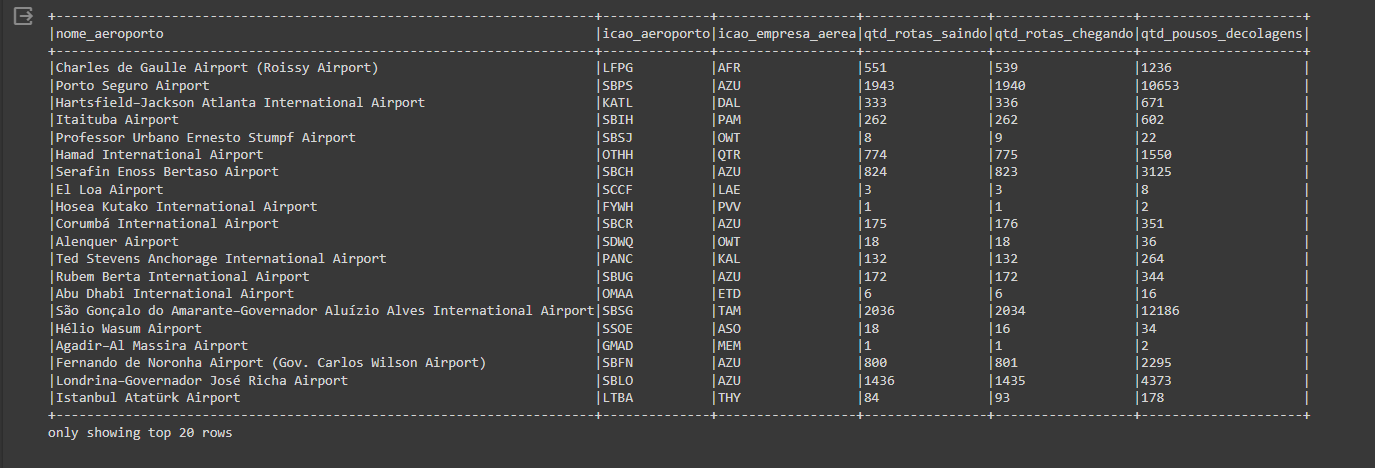 +------------------------------------------------------------------+--------------+------------------+----------------+------------------+--------------------+
|nome_aeroporto |icao_aeroporto|icao_empresa_aerea|qtd_rotas_saindo|qtd_rotas_chegando|qtd_pousos_decolagens|
+------------------------------------------------------------------+--------------+------------------+----------------+------------------+--------------------+
|Charles de Gaulle Airport (Roissy Airport) |LFPG |AFR |551 |539 |1236 |
|Porto Seguro Airport |SBPS |AZU |1943 |1940 |10653 |
|Hartsfield–Jackson Atlanta International Airport |KATL |DAL |333 |336 |671 |
|Itaituba Airport |SBIH |PAM |262 |262 |602 |
|Professor Urbano Ernesto Stumpf Airport |SBSJ |OWT |8 |9 |22 |
|Hamad International Airport |OTHH |QTR |774 |775 |1550 |
|Serafin Enoss Bertaso Airport |SBCH |AZU |824 |823 |3125 |
|El Loa Airport |SCCF |LAE |3 |3 |8 |
|Hosea Kutako International Airport |FYWH |PVV |1 |1 |2 |
|Corumbá International Airport |SBCR |AZU |175 |176 |351 |
|Alenquer Airport |SDWQ |OWT |18 |18 |36 |
|Ted Stevens Anchorage International Airport |PANC |KAL |132 |132 |264 |
|Rubem Berta International Airport |SBUG |AZU |172 |172 |344 |
|Abu Dhabi International Airport |OMAA |ETD |6 |6 |16 |
|São Gonçalo do Amarante–Governador Aluízio Alves International Airport|SBSG |TAM |2036 |2034 |12186 |
|Hélio Wasum Airport |SSOE |ASO |18 |16 |34 |
|Agadir–Al Massira Airport |GMAD |MEM |1 |1 |2 |
|Fernando de Noronha Airport (Gov. Carlos Wilson Airport) |SBFN |AZU |800 |801 |2295 |
|Londrina–Governador José Richa Airport |SBLO |AZU |1436 |1435 |4373 |
|Istanbul Atatürk Airport |LTBA |THY |84 |93 |178 |
+------------------------------------------------------------------+--------------+------------------+----------------+------------------+--------------------+
only showing top 20 rows